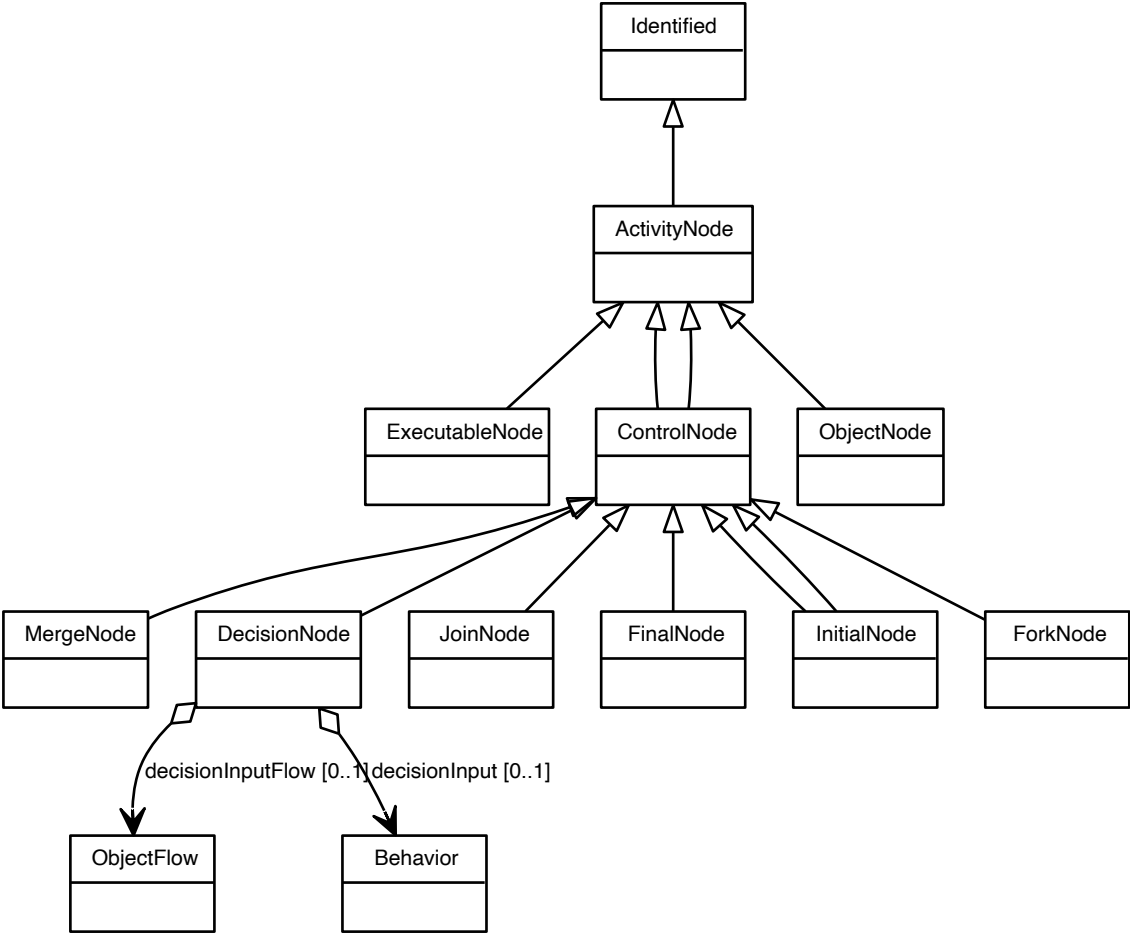 Identified
ActivityNode
ExecutableNode
ControlNode
ObjectNode
MergeNode
DecisionNode
JoinNode
FinalNode
InitialNode
ForkNode
decisionInputFlow [0..1]
decisionInput [0..1]
ObjectFlow
Behavior